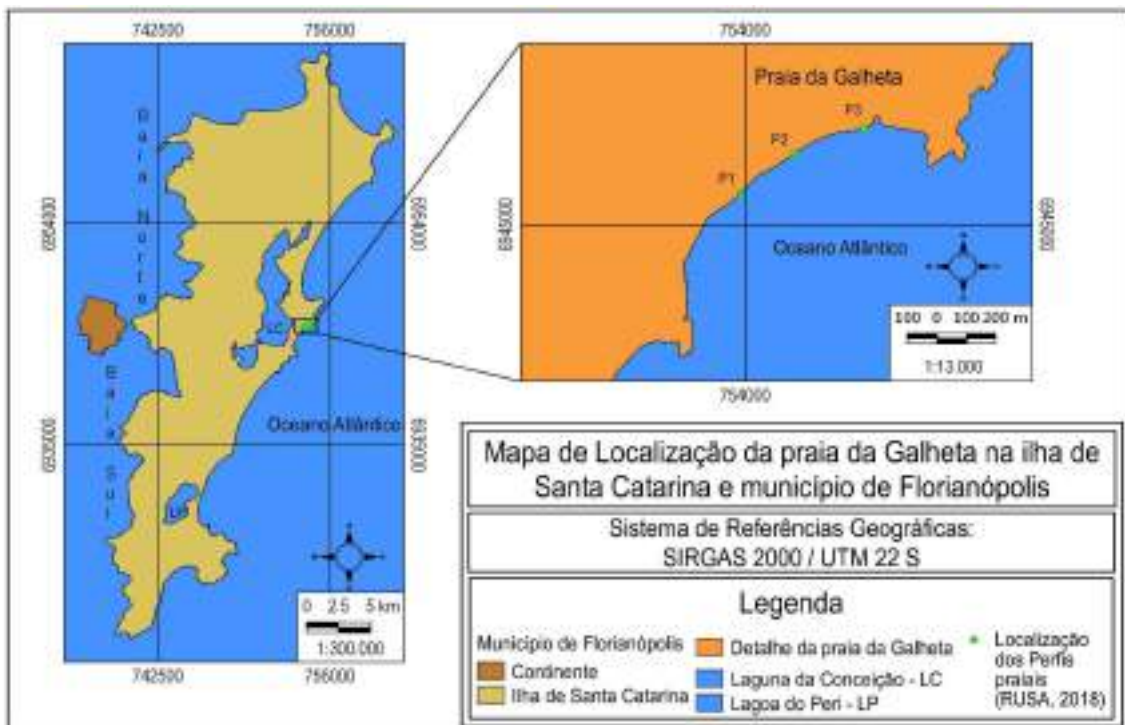 742500
756000
754000
Praia da Galheta
P3
P2
P1
Baía Norte
6954000
6954000
6945000
6945000
Oceano Atlântico
LC
100 0 100 200 m
1:13.000
754000
Baía Sul
Oceano Atlântico
LP
0 2.5 5 km
1:300.000
742500
756000
Mapa de Localização da praia da Galheta na ilha de
Santa Catarina e município de Florianópolis
Sistema de Referências Geográficas:
SIRGAS 2000 / UTM 22 S
Legenda
Município de Florianópolis
Continente
Ilha de Santa Catarina
Detalhe da praia da Galheta
Laguna da Conceição - LC
Lagoa do Peri - LP
Localização
dos Perfis
praiais
(RUSA, 2018)